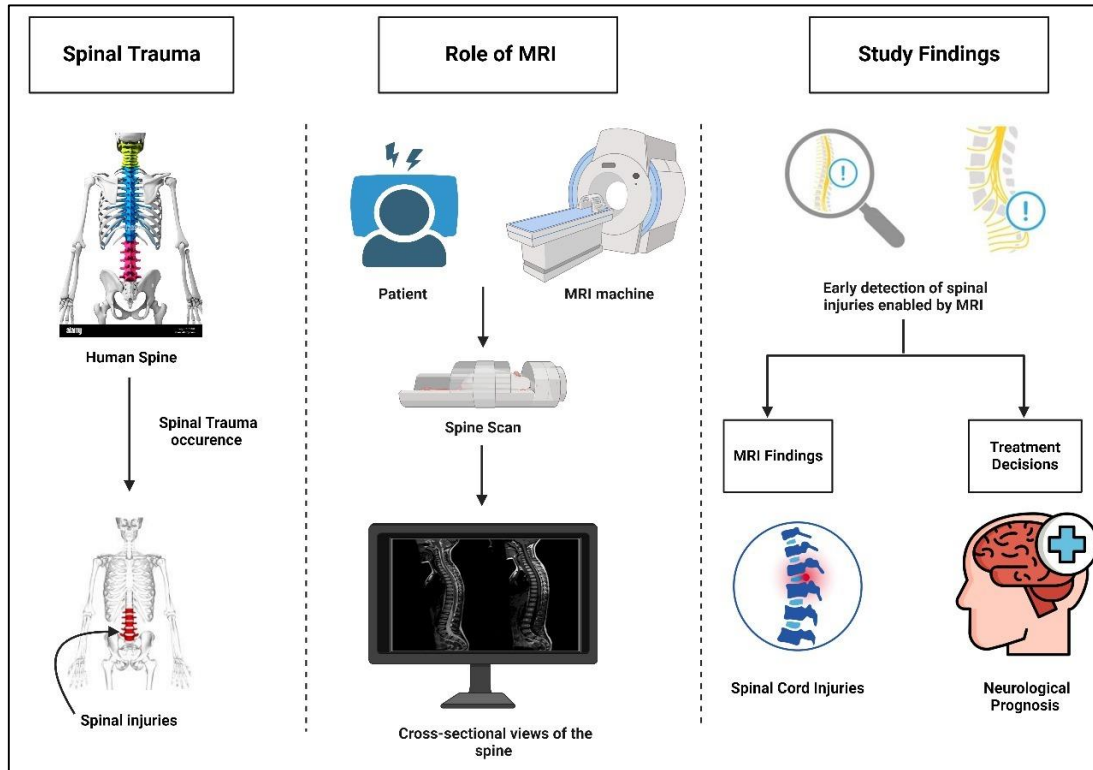 Spinal Trauma
Human Spine
Spinal Trauma
occurence
Spinal injuries
Role of MRI
Patient
MRI machine
Spine Scan
Cross-sectional views of the
spine
Study Findings
!
!
Early detection of spinal
injuries enabled by MRI
MRI Findings
Treatment
Decisions
Spinal Cord Injuries
Neurological
Prognosis
alamy